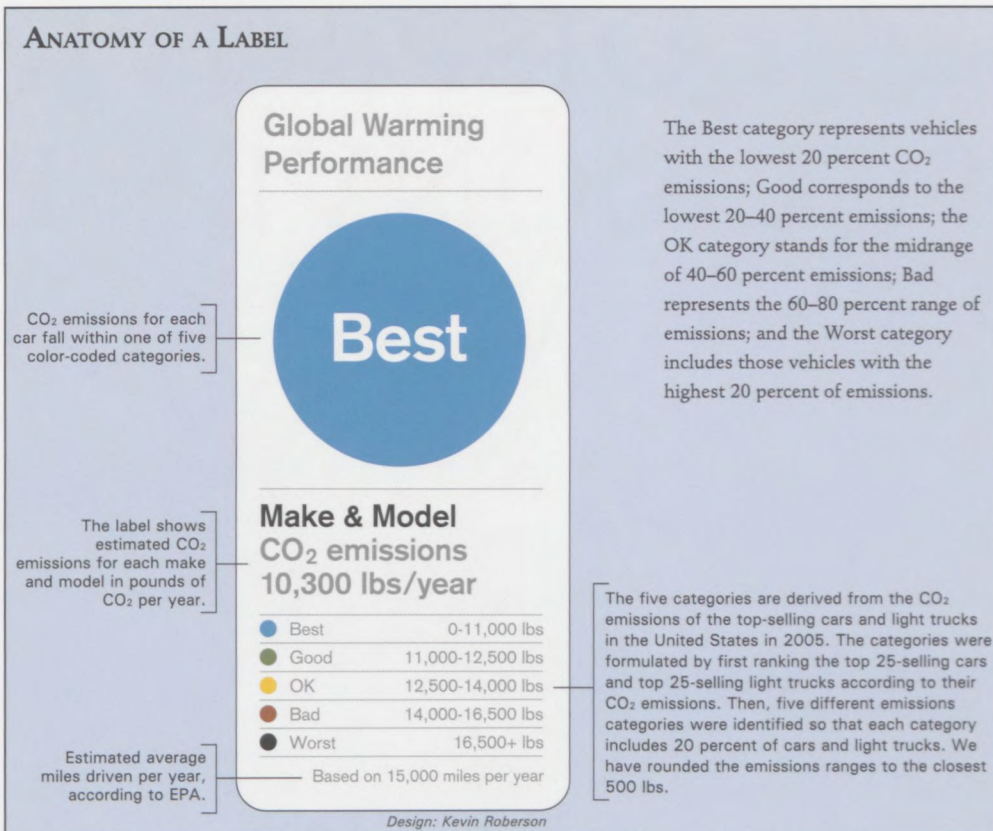 ANATOMY OF A LABEL
Global Warming
Performance
Best
CO₂ emissions for each
car fall within one of five
color-coded categories.
The Best category represents vehicles
with the lowest 20 percent CO₂
emissions; Good corresponds to the
lowest 20–40 percent emissions; the
OK category stands for the midrange
of 40–60 percent emissions; Bad
represents the 60–80 percent range of
emissions; and the Worst category
includes those vehicles with the
highest 20 percent of emissions.
Make & Model
CO₂ emissions
10,300 lbs/year
The label shows
estimated CO₂
emissions for each make
and model in pounds of
CO₂ per year.
Best 0-11,000 lbs
Good 11,000-12,500 lbs
OK 12,500-14,000 lbs
Bad 14,000-16,500 lbs
Worst 16,500+ lbs
Based on 15,000 miles per year
Estimated average
miles driven per year,
according to EPA.
The five categories are derived from the CO₂
emissions of the top-selling cars and light trucks
in the United States in 2005. The categories were
formulated by first ranking the top 25-selling cars
and top 25-selling light trucks according to their
CO₂ emissions. Then, five different emissions
categories were identified so that each category
includes 20 percent of cars and light trucks. We
have rounded the emissions ranges to the closest
500 lbs.
Design: Kevin Roberson